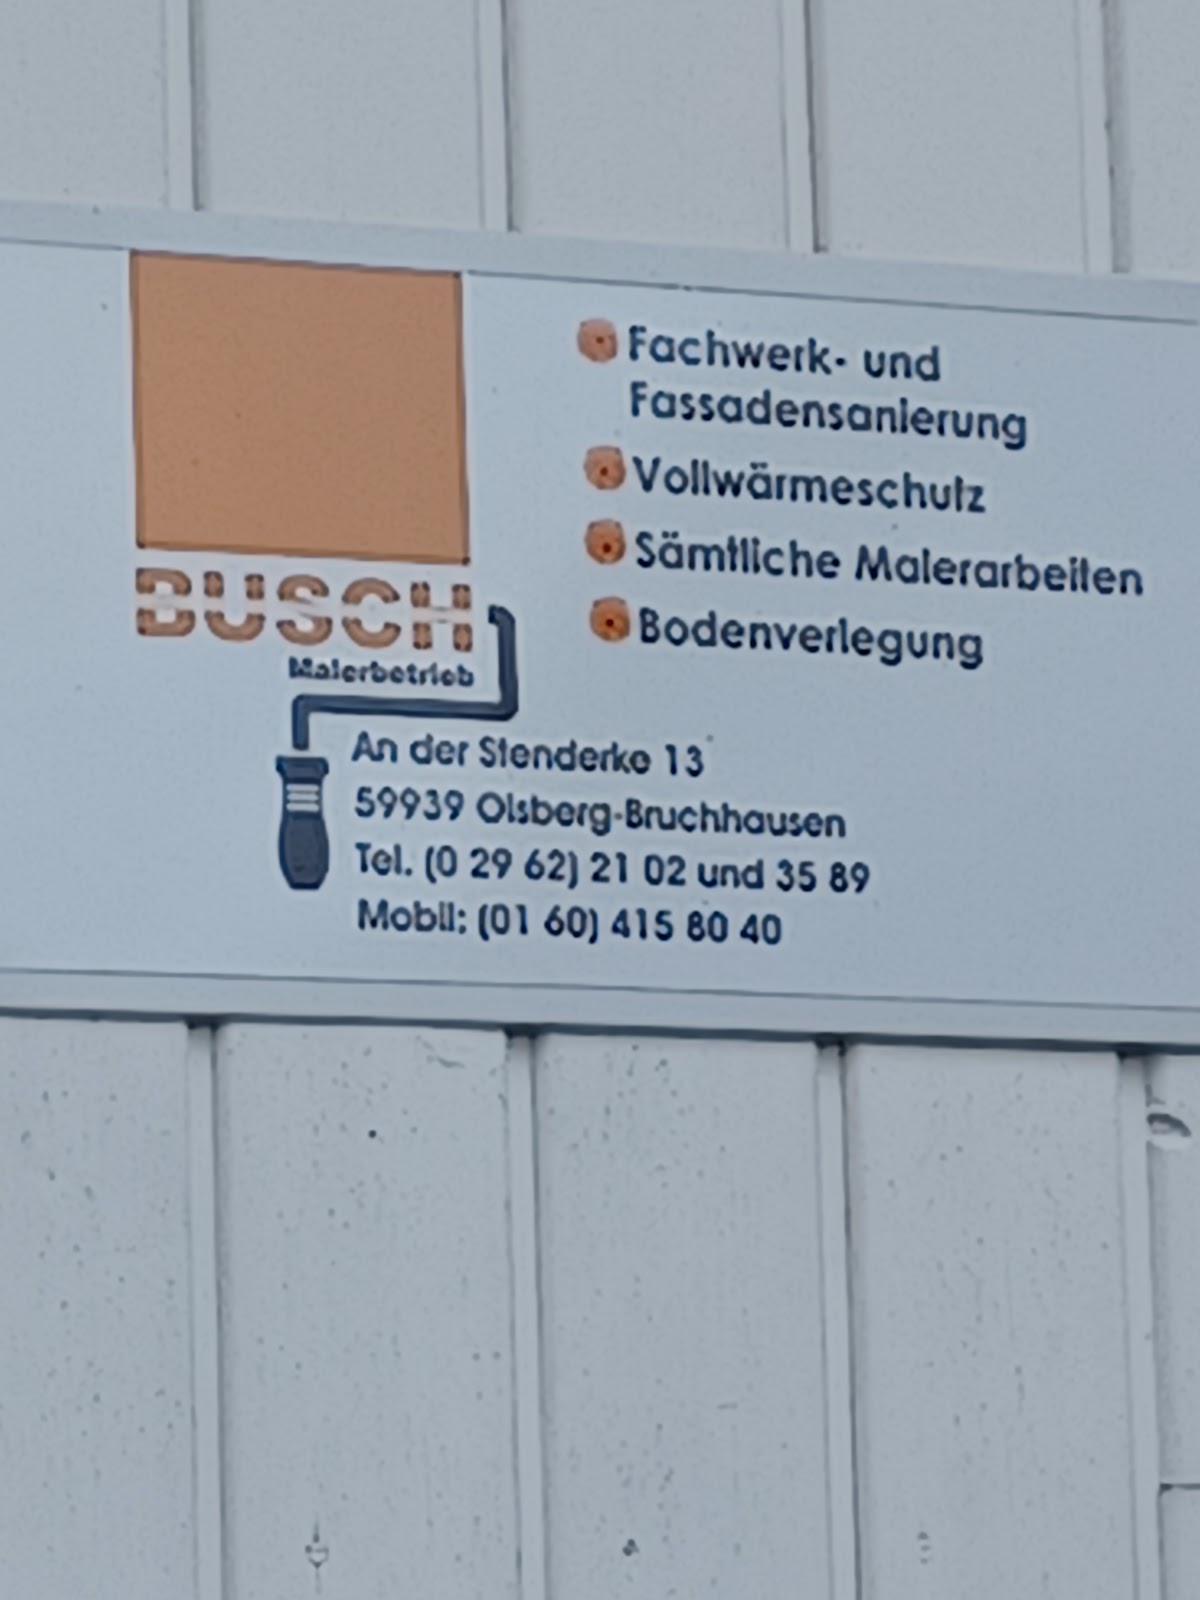 BUSCH
Malerbetrieb
Fachwerk- und
Fassadensanierung
Vollwärmeschutz
Sämtliche Malerarbeiten
Bodenverlegung
An der Stenderke 13
59939 Olsberg-Bruchhausen
Tel. (0 29 62) 21 02 und 35 89
Mobil: (01 60) 415 80 40